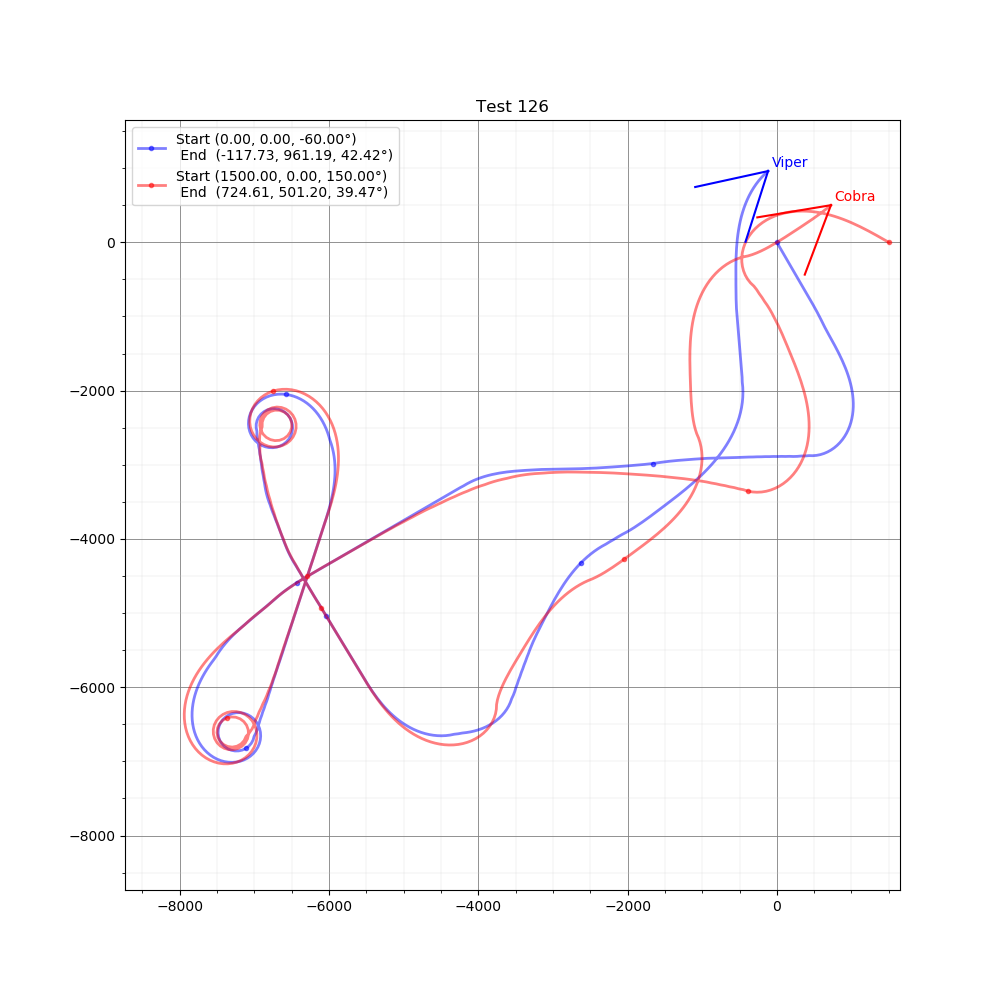 Test 126
Start (0.00, 0.00, -60.00°)
End (-117.73, 961.19, 42.42°)
Start (1500.00, 0.00, 150.00°)
End (724.61, 501.20, 39.47°)
Viper
Cobra
0
−2000
−4000
−6000
−8000
−8000
−6000
−4000
−2000
0